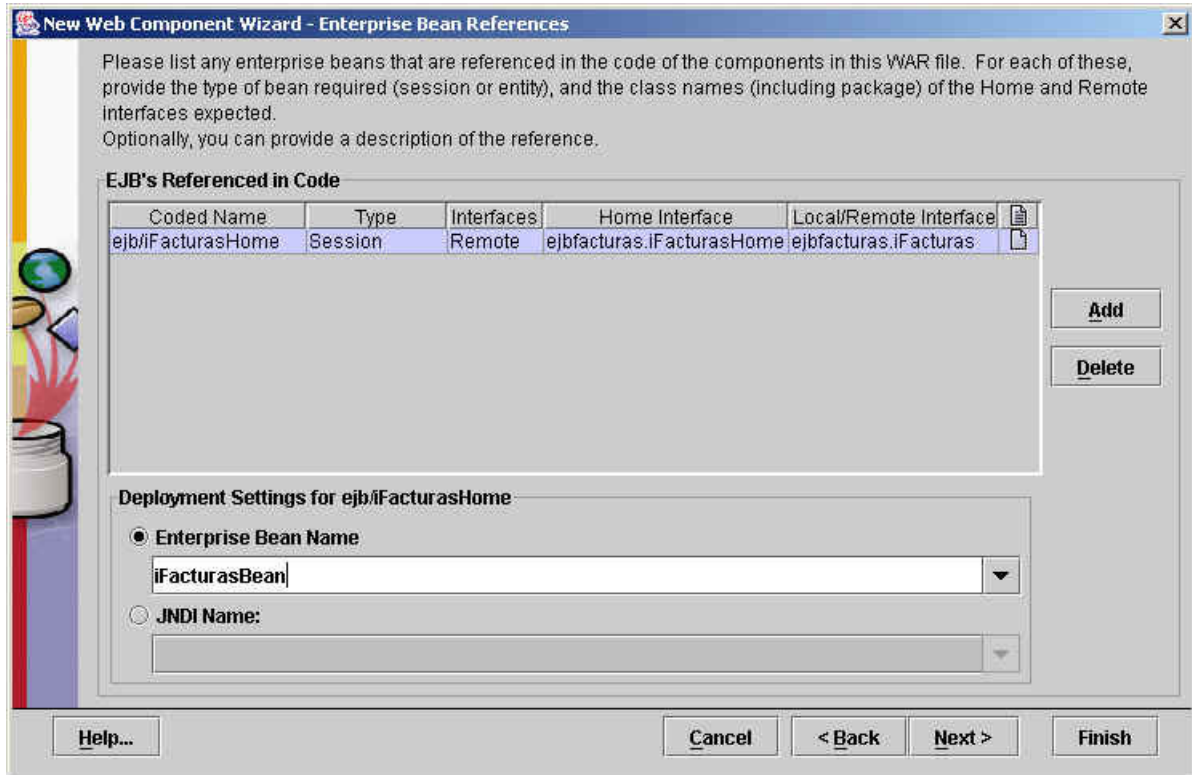 New Web Component Wizard - Enterprise Bean References
Please list any enterprise beans that are referenced in the code of the components in this WAR file. For each of these,
provide the type of bean required (session or entity), and the class names (including package) of the Home and Remote
interfaces expected.
Optionally, you can provide a description of the reference.
EJB's Referenced in Code
Coded Name Type Interfaces Home Interface Local/Remote Interface
ejb/iFacturasHome Session Remote ejbfacturas.iFacturasHome ejbfacturas.iFacturas
Add
Delete
Deployment Settings for ejb/iFacturasHome
Enterprise Bean Name
iFacturasBean
JNDI Name:
Help... Cancel < Back Next > Finish